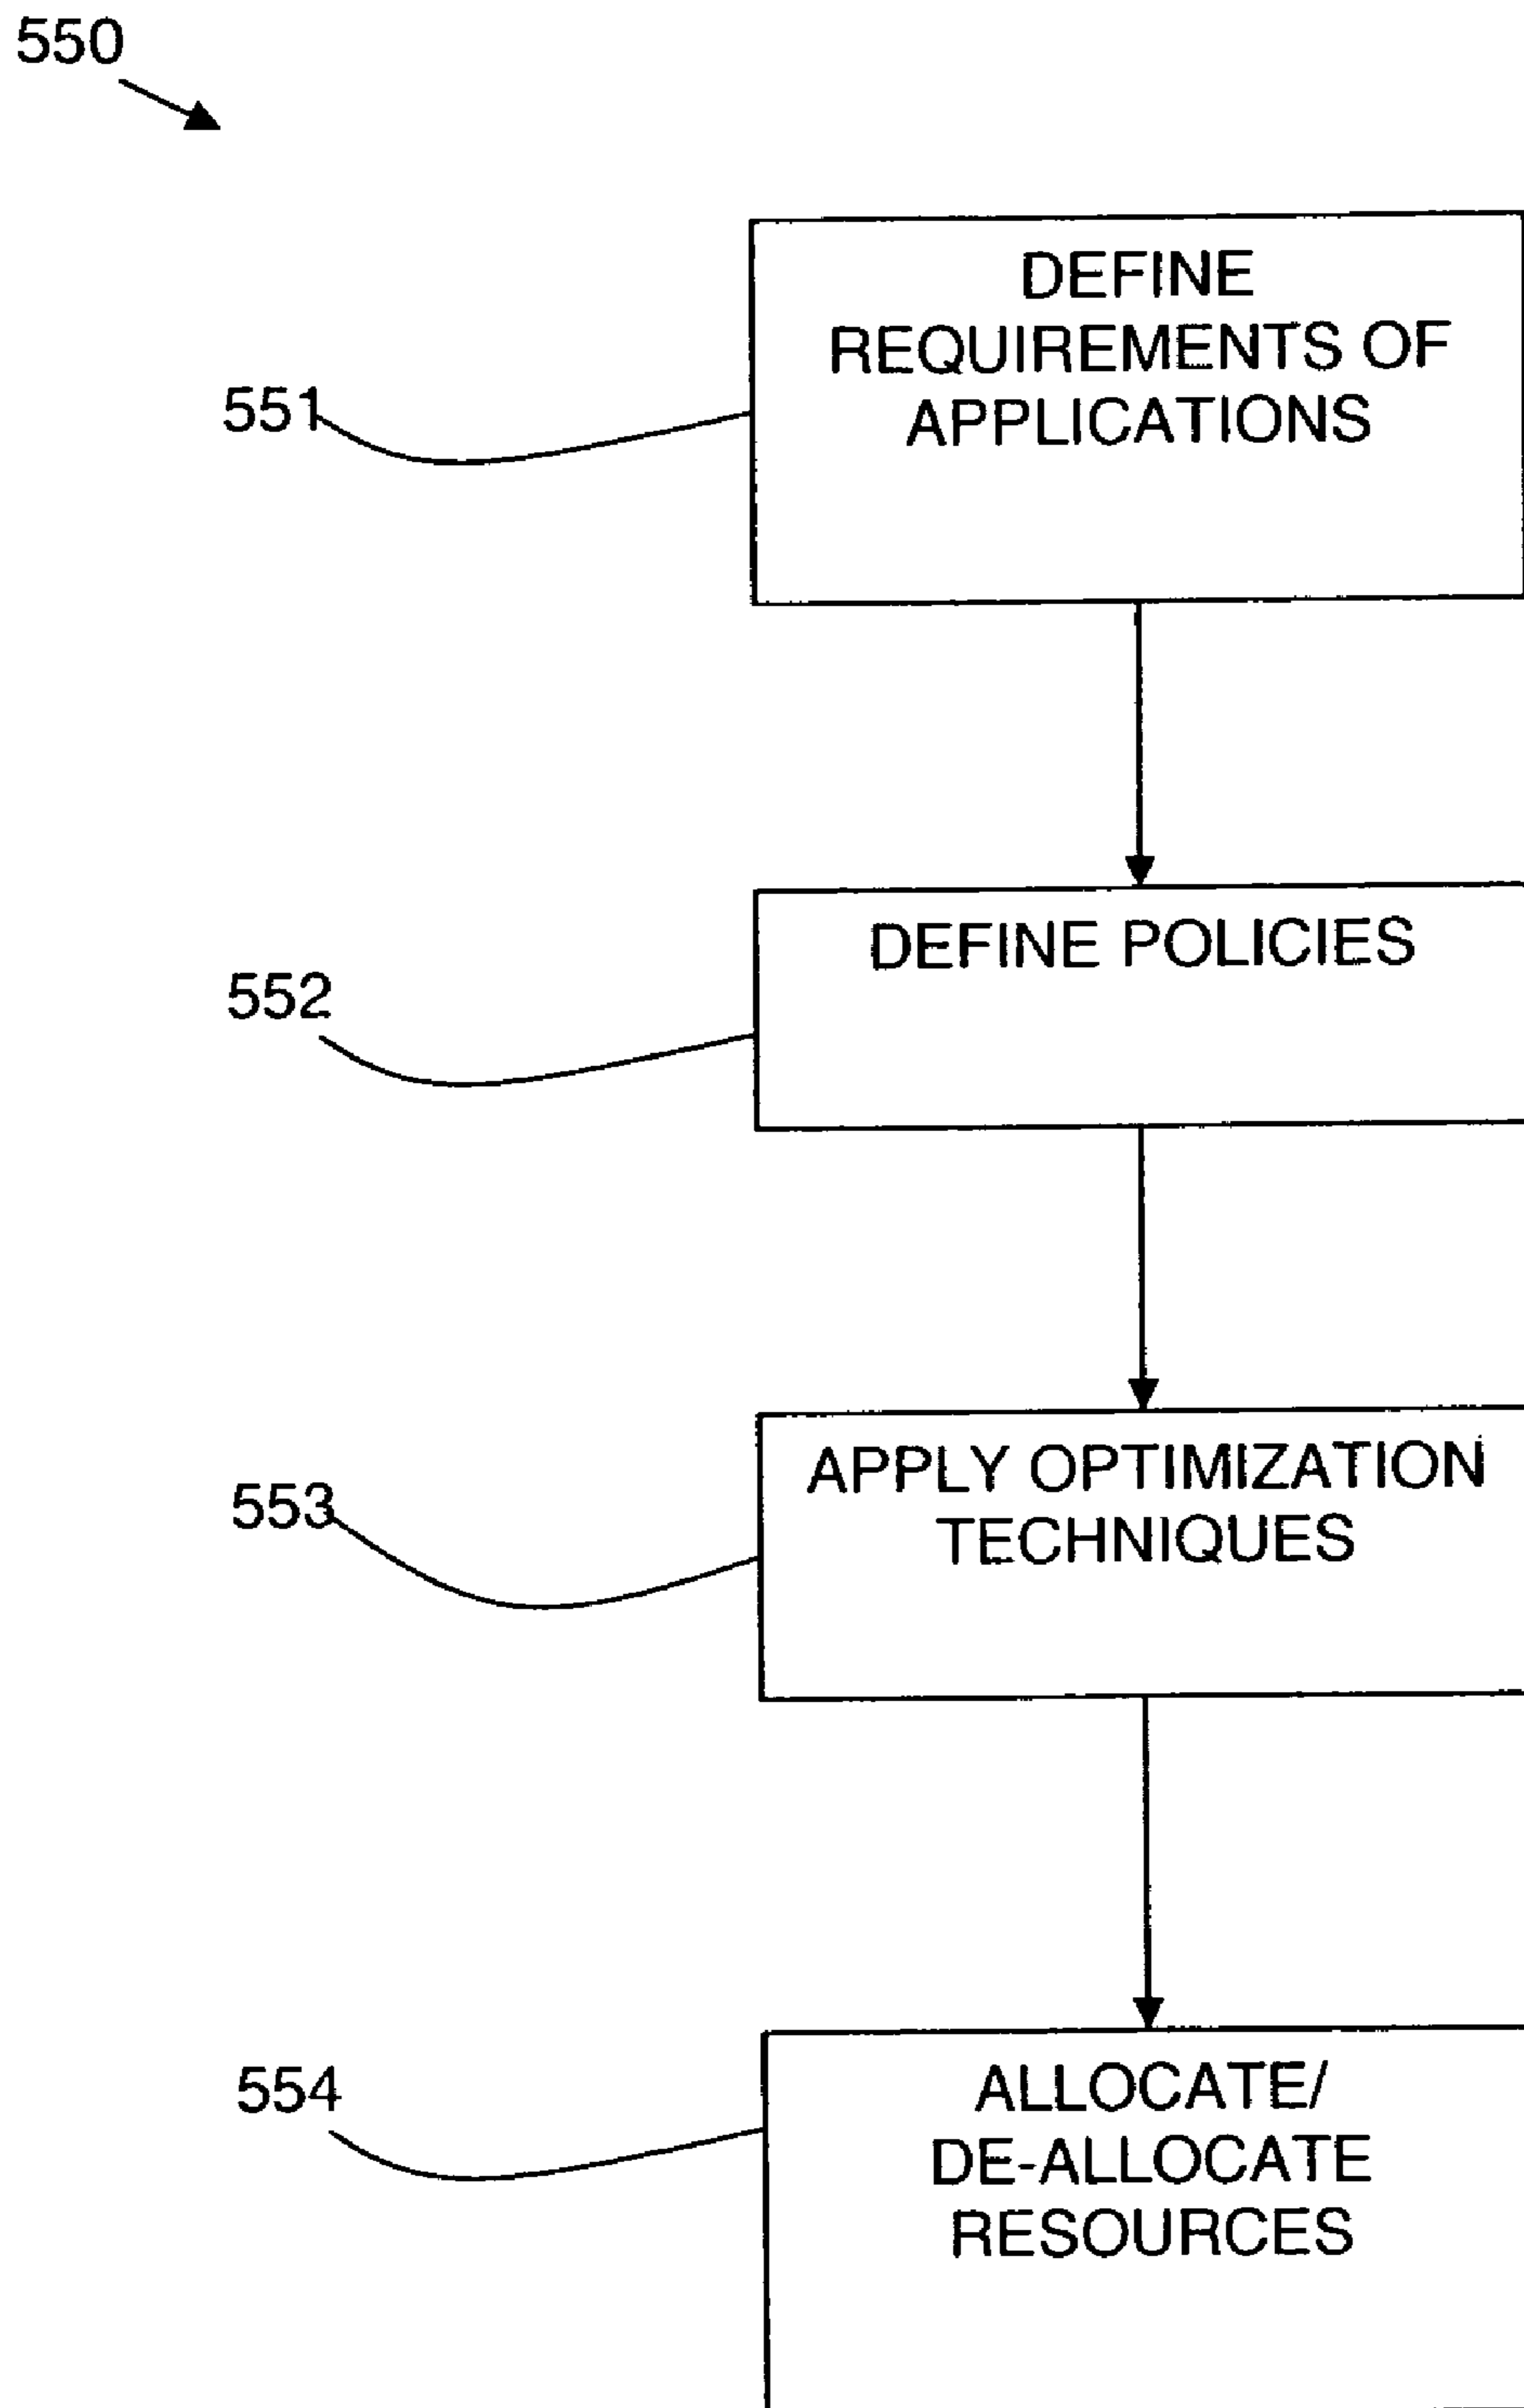 550
551
DEFINE
REQUIREMENTS OF
APPLICATIONS
552
DEFINE POLICIES
553
APPLY OPTIMIZATION
TECHNIQUES
554
ALLOCATE/
DE-ALLOCATE
RESOURCES